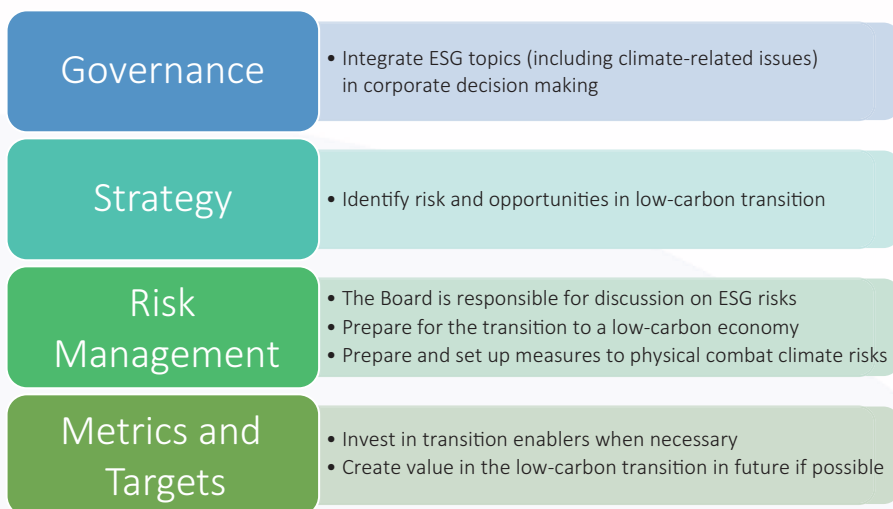 Governance
• Integrate ESG topics (including climate-related issues)
in corporate decision making
Strategy
• Identify risk and opportunities in low-carbon transition
Risk
Management
• The Board is responsible for discussion on ESG risks
• Prepare for the transition to a low-carbon economy
• Prepare and set up measures to physical combat climate risks
Metrics and
Targets
• Invest in transition enablers when necessary
• Create value in the low-carbon transition in future if possible